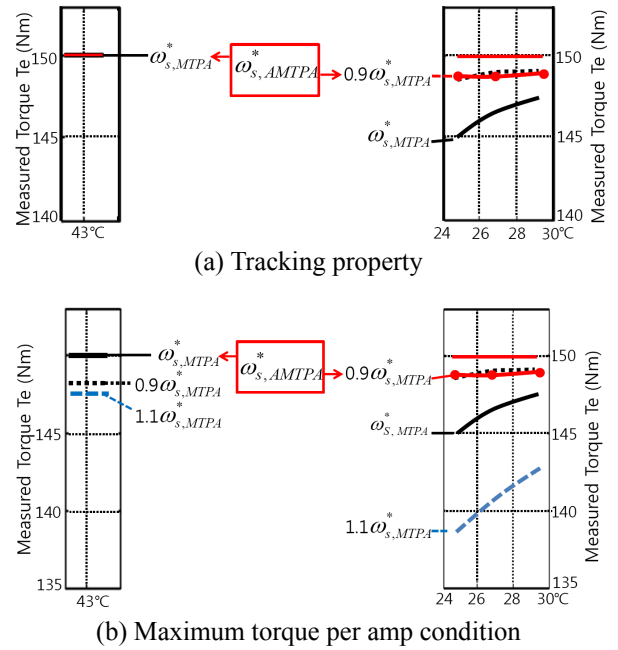 Measured Torque Te (Nm)
150
145
140
43℃
ω*s,MTPA
ω*s,AMTPA
0.9ω*s,MTPA
ω*s,MTPA
150
145
140
24 26 28 30℃
Measured Torque Te (Nm)
(a) Tracking property
Measured Torque Te (Nm)
145
140
135
43℃
ω*s,MTPA
0.9ω*s,MTPA
1.1ω*s,MTPA
ω*s,AMTPA
0.9ω*s,MTPA
ω*S,MTPA
1.1ω*s,MTPA
150
145
140
135
24 26 28 30℃
Measured Torque Te (Nm)
(b) Maximum torque per amp condition